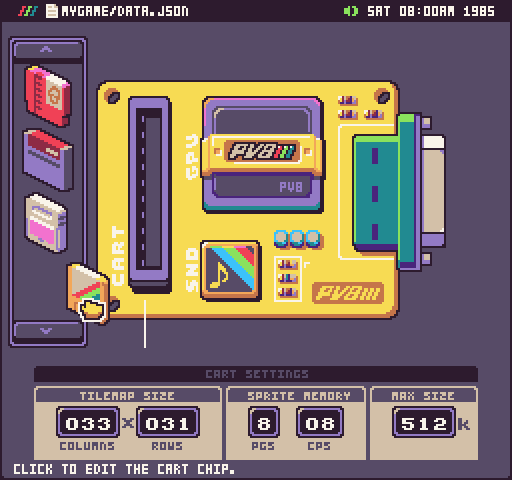 MYGAME/DATA.JSON
SAT 08:00AM 1985
GPU
PV8
PV8
CART
SND
PV8
CART SETTINGS
TILEMAP SIZE SPRITE MEMORY MAX SIZE
033 x 031 8 08 512 k
COLUMNS ROWS PGS CPS
CLICK TO EDIT THE CART CHIP.